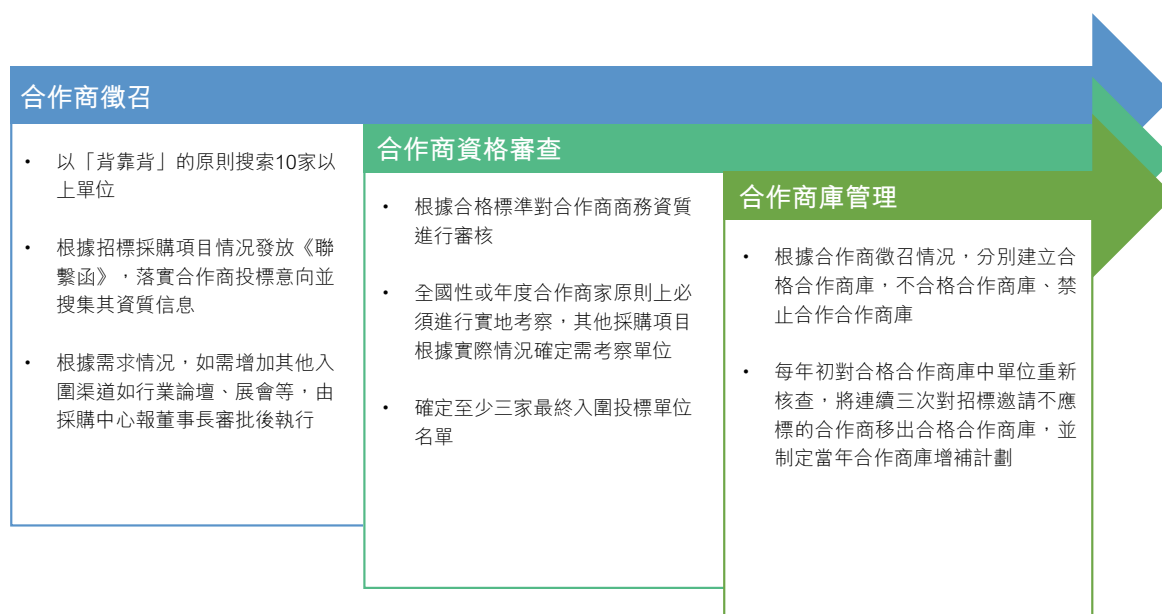 合作商徵召
• 以「背靠背」的原則搜索10家以
上單位
• 根據招標採購項目情況發放《聯
繫函》，落實合作商投標意向並
搜集其資質信息
• 根據需求情況，如需增加其他入
圍渠道如行業論壇、展會等，由
採購中心報董事長審批後執行
合作商資格審查
• 根據合格標準對合作商商務資質
進行審核
• 全國性或年度合作商家原則上必
須進行實地考察，其他採購項目
根據實際情況確定需考察單位
• 確定至少三家最終入圍投標單位
名單
合作商庫管理
• 根據合作商徵召情況，分別建立合
格合作商庫，不合格合作商庫、禁
止合作合作商庫
• 每年初對合格合作商庫中單位重新
核查，將連續三次對招標邀請不應
標的合作商移出合格合作商庫，並
制定當年合作商庫增補計劃